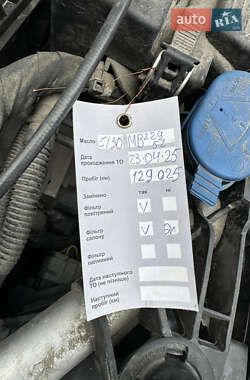 AUTO
RIA
Масло 5/30 MB 229
52
Дата
проходження ТО 23.04.25
Пробіг (км) 129 025
Замінено так ні
Фільтр
повітряний V
Фільтр
салону V
Фільтр
паливний
Дата наступного
ТО (не пізніше)
Наступний
пробіг (км)